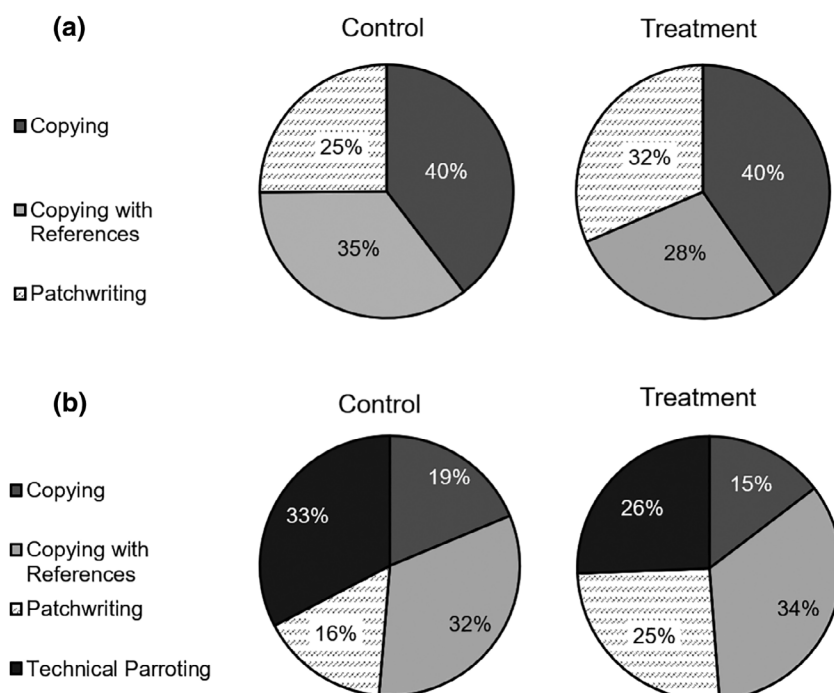 (a)
Control
Treatment
Copying
Copying with
References
Patchwriting
25%
40%
35%
32%
40%
28%
(b)
Control
Treatment
Copying
Copying with
References
Patchwriting
Technical Parroting
33%
19%
16%
32%
26%
15%
25%
34%